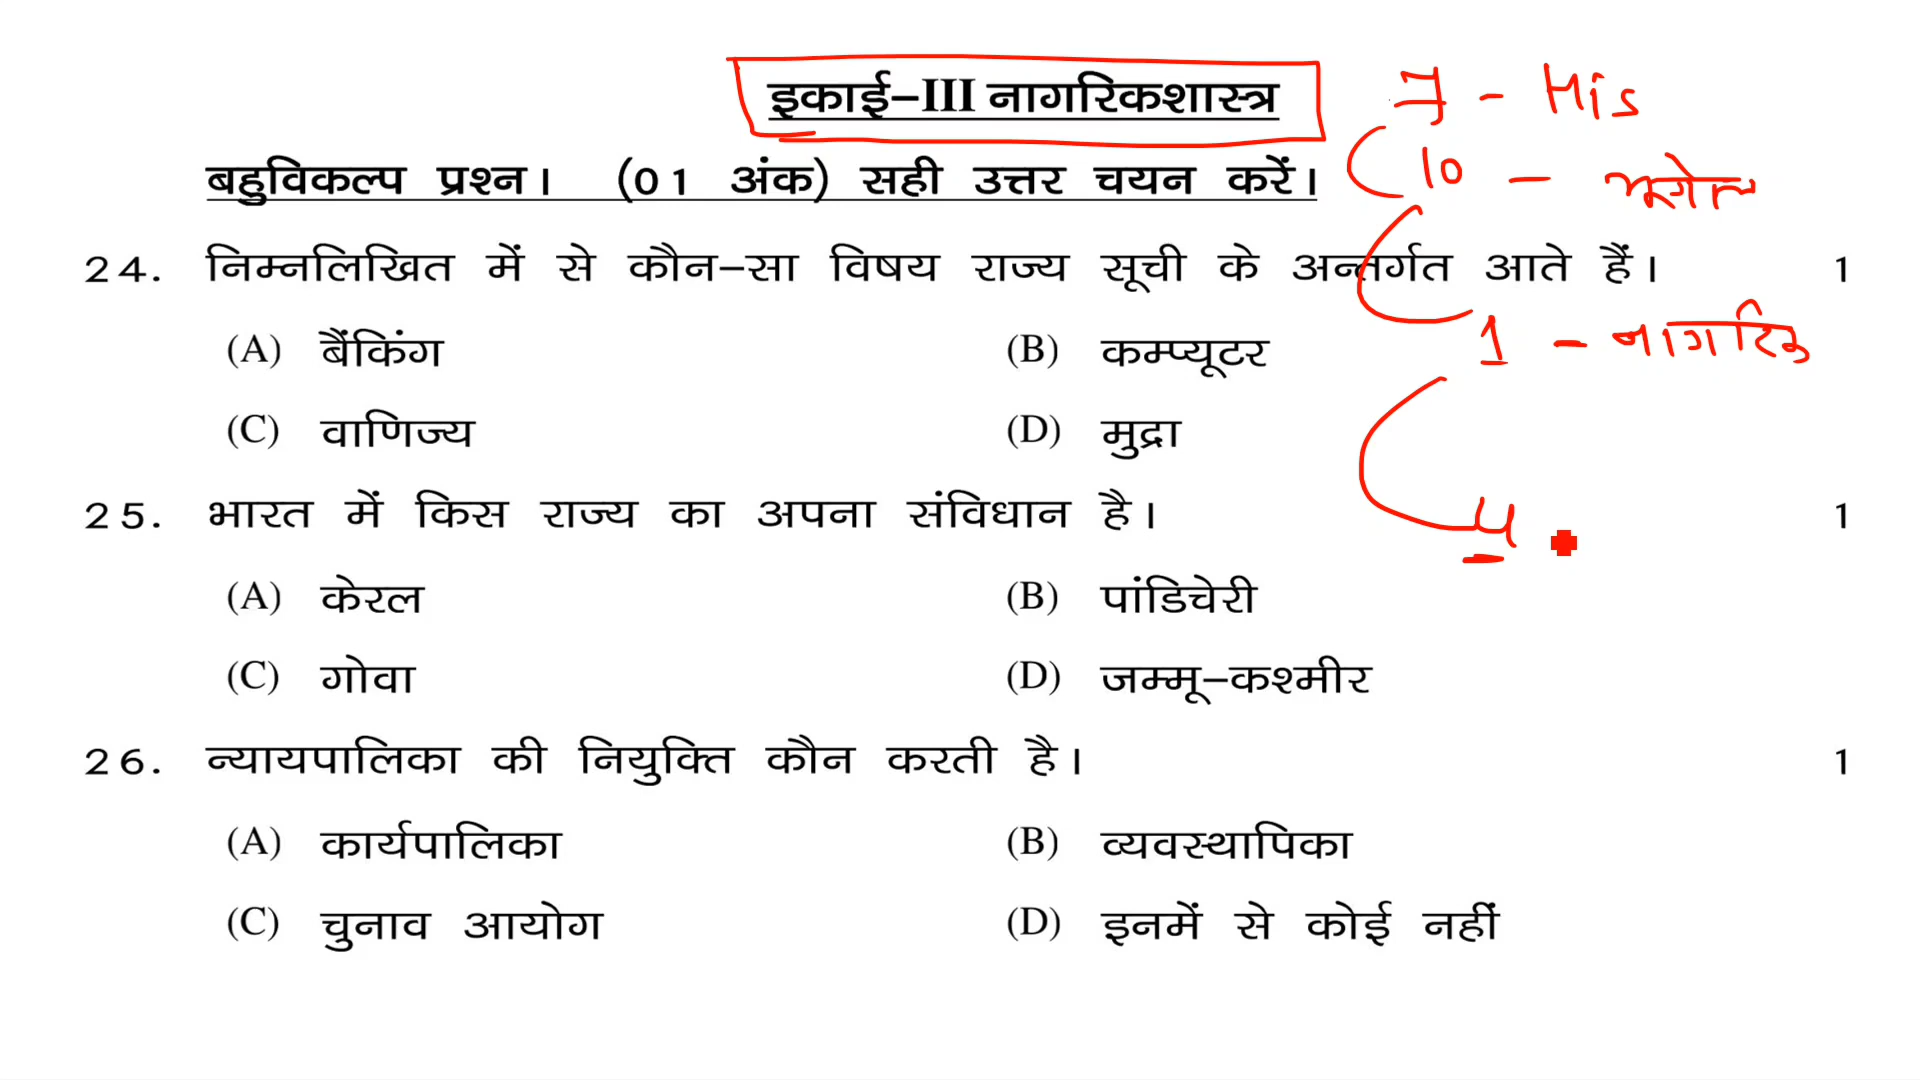 इकाई–III नागरिकशास्त्र
7 - His
बहुविकल्प प्रश्न। (01 अंक) सही उत्तर चयन करें।
10 - भूगोल
24. निम्नलिखित में से कौन–सा विषय राज्य सूची के अन्तर्गत आते हैं। 1
(A) बैंकिंग (B) कम्प्यूटर
1 - नागरिक
(C) वाणिज्य (D) मुद्रा
25. भारत में किस राज्य का अपना संविधान है। 1
(A) केरल (B) पांडिचेरी
(C) गोवा (D) जम्मू–कश्मीर
26. न्यायपालिका की नियुक्ति कौन करती है। 1
(A) कार्यपालिका (B) व्यवस्थापिका
(C) चुनाव आयोग (D) इनमें से कोई नहीं